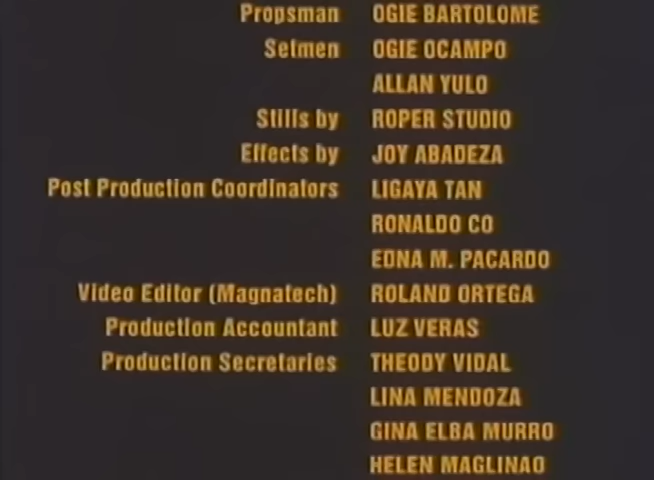 Propsman OGIE BARTOLOME
Setmen OGIE OCAMPO
ALLAN YULO
Stills by ROPER STUDIO
Effects by JOY ABADEZA
Post Production Coordinators LIGAYA TAN
RONALDO CO
EDNA M. PACARDO
Video Editor (Magnatech) ROLAND ORTEGA
Production Accountant LUZ VERAS
Production Secretaries THEODY VIDAL
LINA MENDOZA
GINA ELBA MURRO
HELEN MAGLINAO